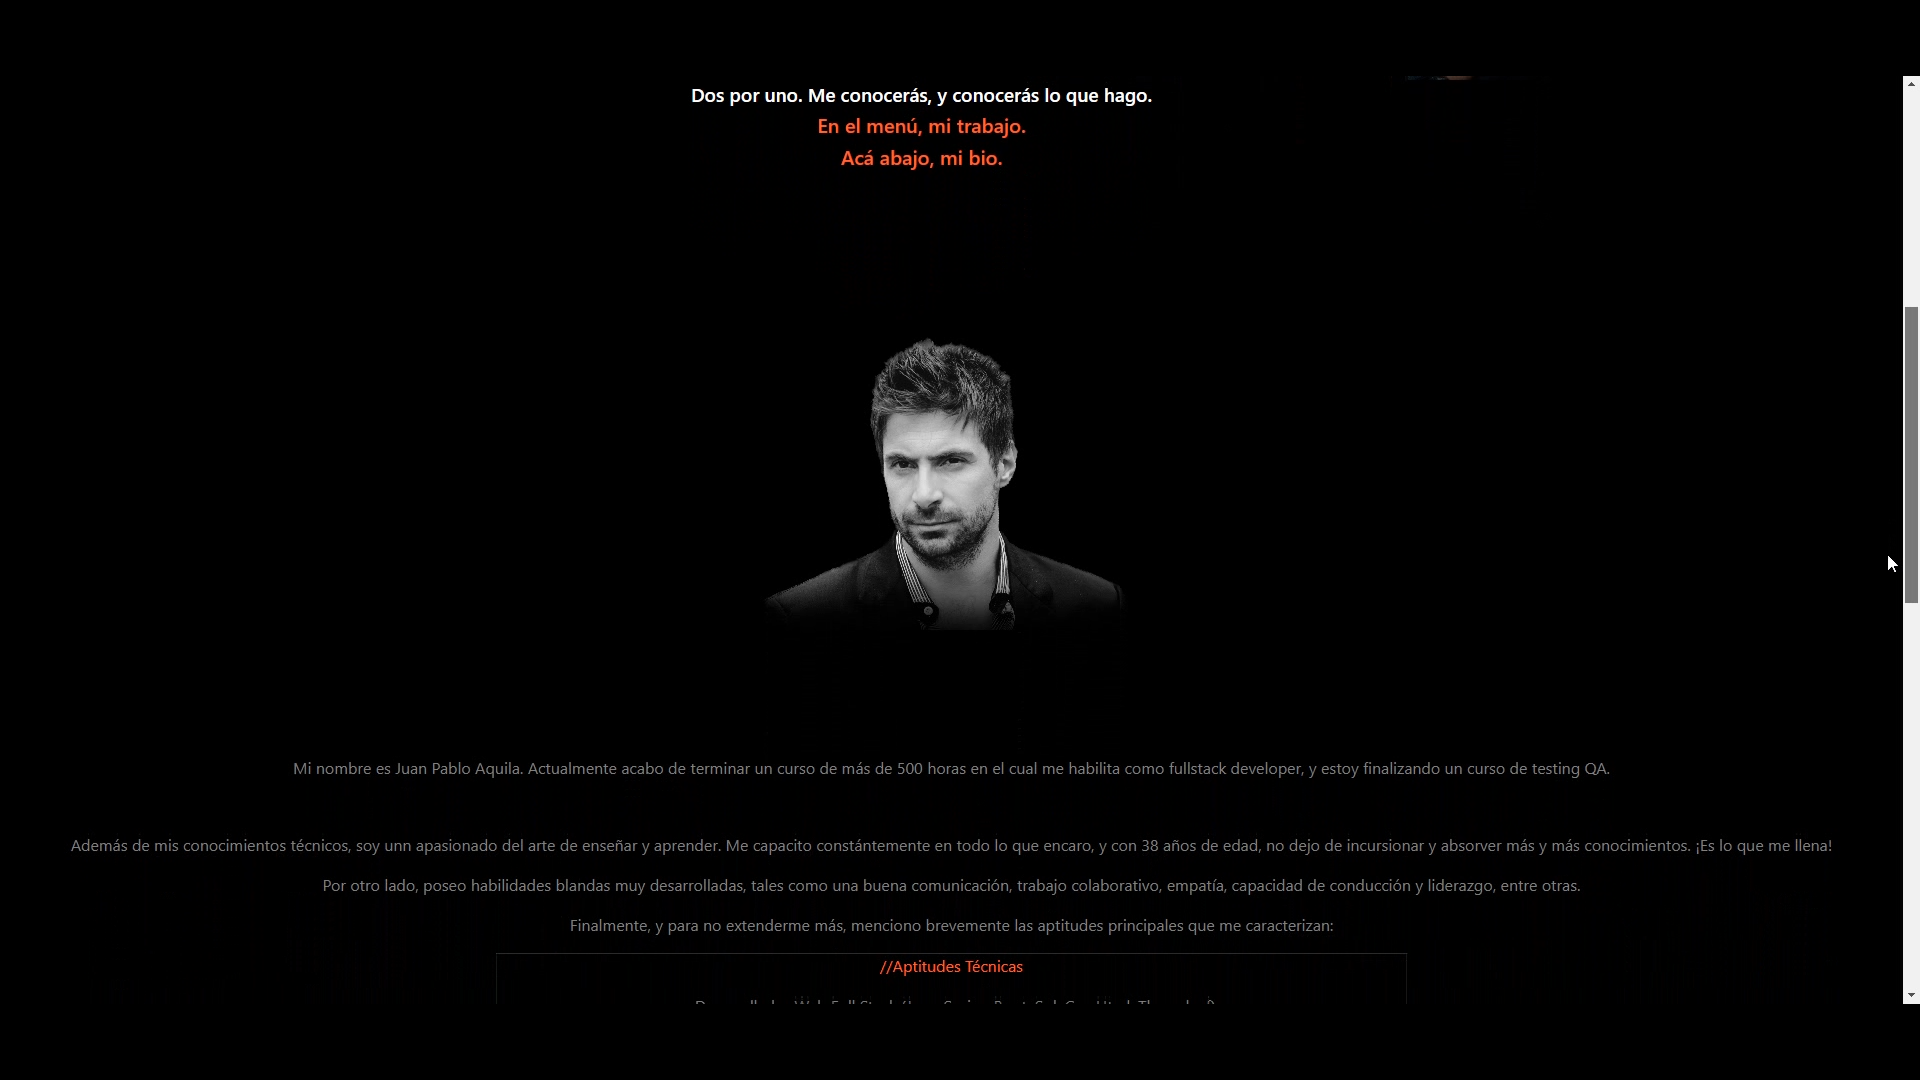 Dos por uno. Me conocerás, y conocerás lo que hago.
En el menú, mi trabajo.
Acá abajo, mi bio.
Mi nombre es Juan Pablo Aquila. Actualmente acabo de terminar un curso de más de 500 horas en el cual me habilita como fullstack developer, y estoy finalizando un curso de testing QA.
Además de mis conocimientos técnicos, soy unn apasionado del arte de enseñar y aprender. Me capacito constántemente en todo lo que encaro, y con 38 años de edad, no dejo de incursionar y absorver más y más conocimientos. ¡Es lo que me llena!
Por otro lado, poseo habilidades blandas muy desarrolladas, tales como una buena comunicación, trabajo colaborativo, empatía, capacidad de conducción y liderazgo, entre otras.
Finalmente, y para no extenderme más, menciono brevemente las aptitudes principales que me caracterizan:
//Aptitudes Técnicas